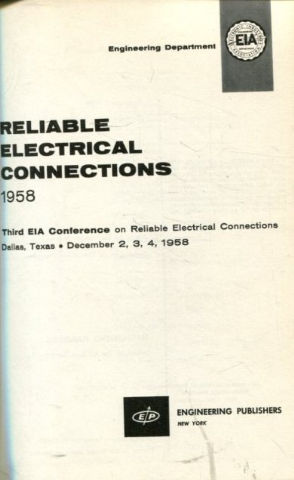 Engineering Department
EIA
RELIABLE
ELECTRICAL
CONNECTIONS
1958
Third EIA Conference on Reliable Electrical Connections
Dallas, Texas • December 2, 3, 4, 1958
E/P
ENGINEERING PUBLISHERS
NEW YORK